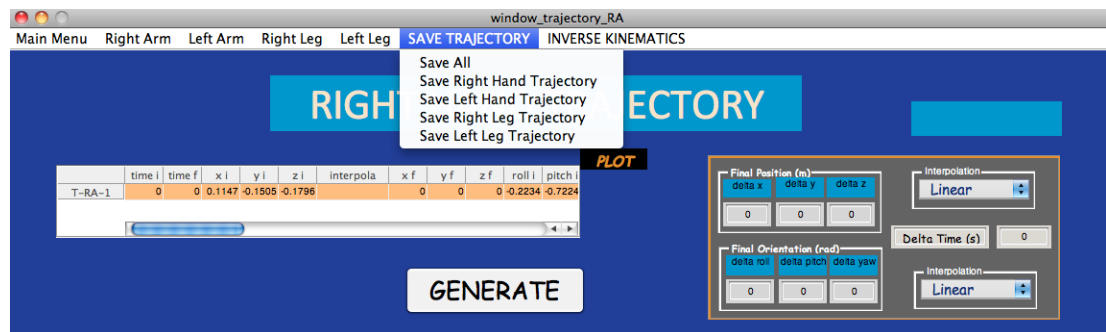 window_trajectory_RA
Main Menu Right Arm Left Arm Right Leg Left Leg SAVE TRAJECTORY INVERSE KINEMATICS
Save All
Save Right Hand Trajectory
Save Left Hand Trajectory
Save Right Leg Trajectory
Save Left Leg Trajectory
RIGHT JECTORY
PLOT
time i time f x i y i z i interpola x f y f z f roll i pitch i
T-RA-1 0 0 0.1147 -0.1505 -0.1796 0 0 0 -0.2234 -0.7224
GENERATE
Final Position (m)
delta x delta y delta z
0 0 0
Interpolation
Linear
Delta Time (s) 0
Final Orientation (rad)
delta roll delta pitch delta yaw
0 0 0
Interpolation
Linear